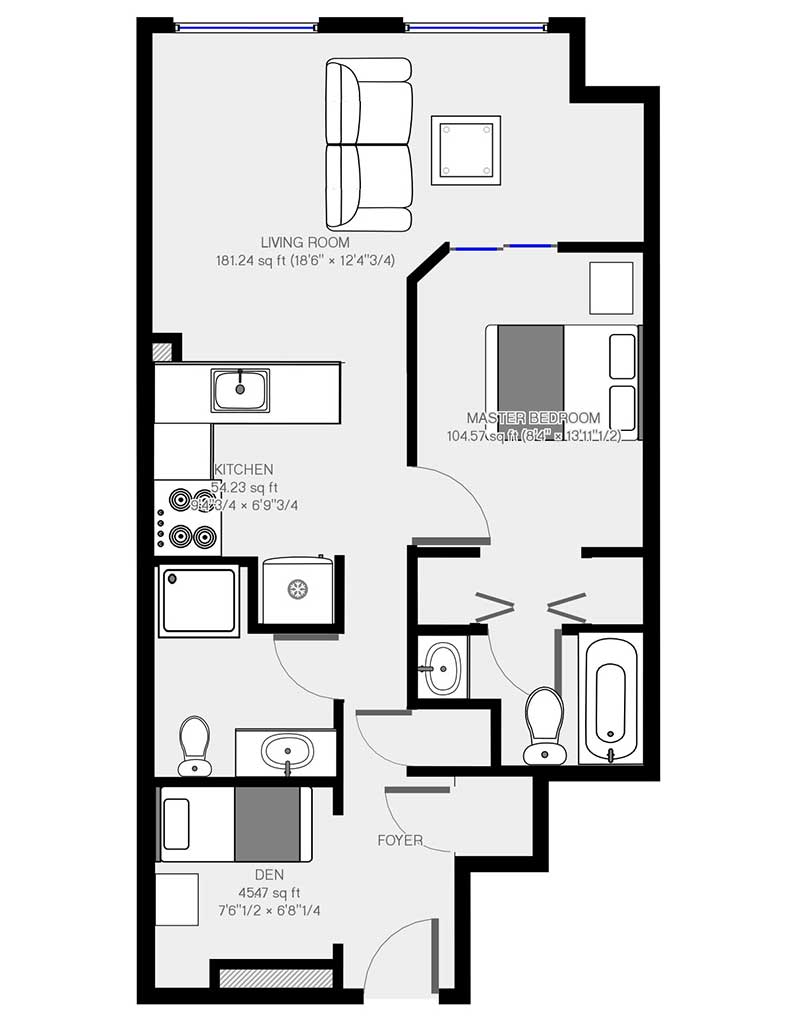 LIVING ROOM
181.24 sq ft (18'6" × 12'4"3/4)
MASTER BEDROOM
104.57 sq ft (8'4" × 13'11"1/2)
KITCHEN
54.23 sq ft
9'4"3/4 × 6'9"3/4
FOYER
DEN
45.47 sq ft
7'6"1/2 × 6'8"1/4